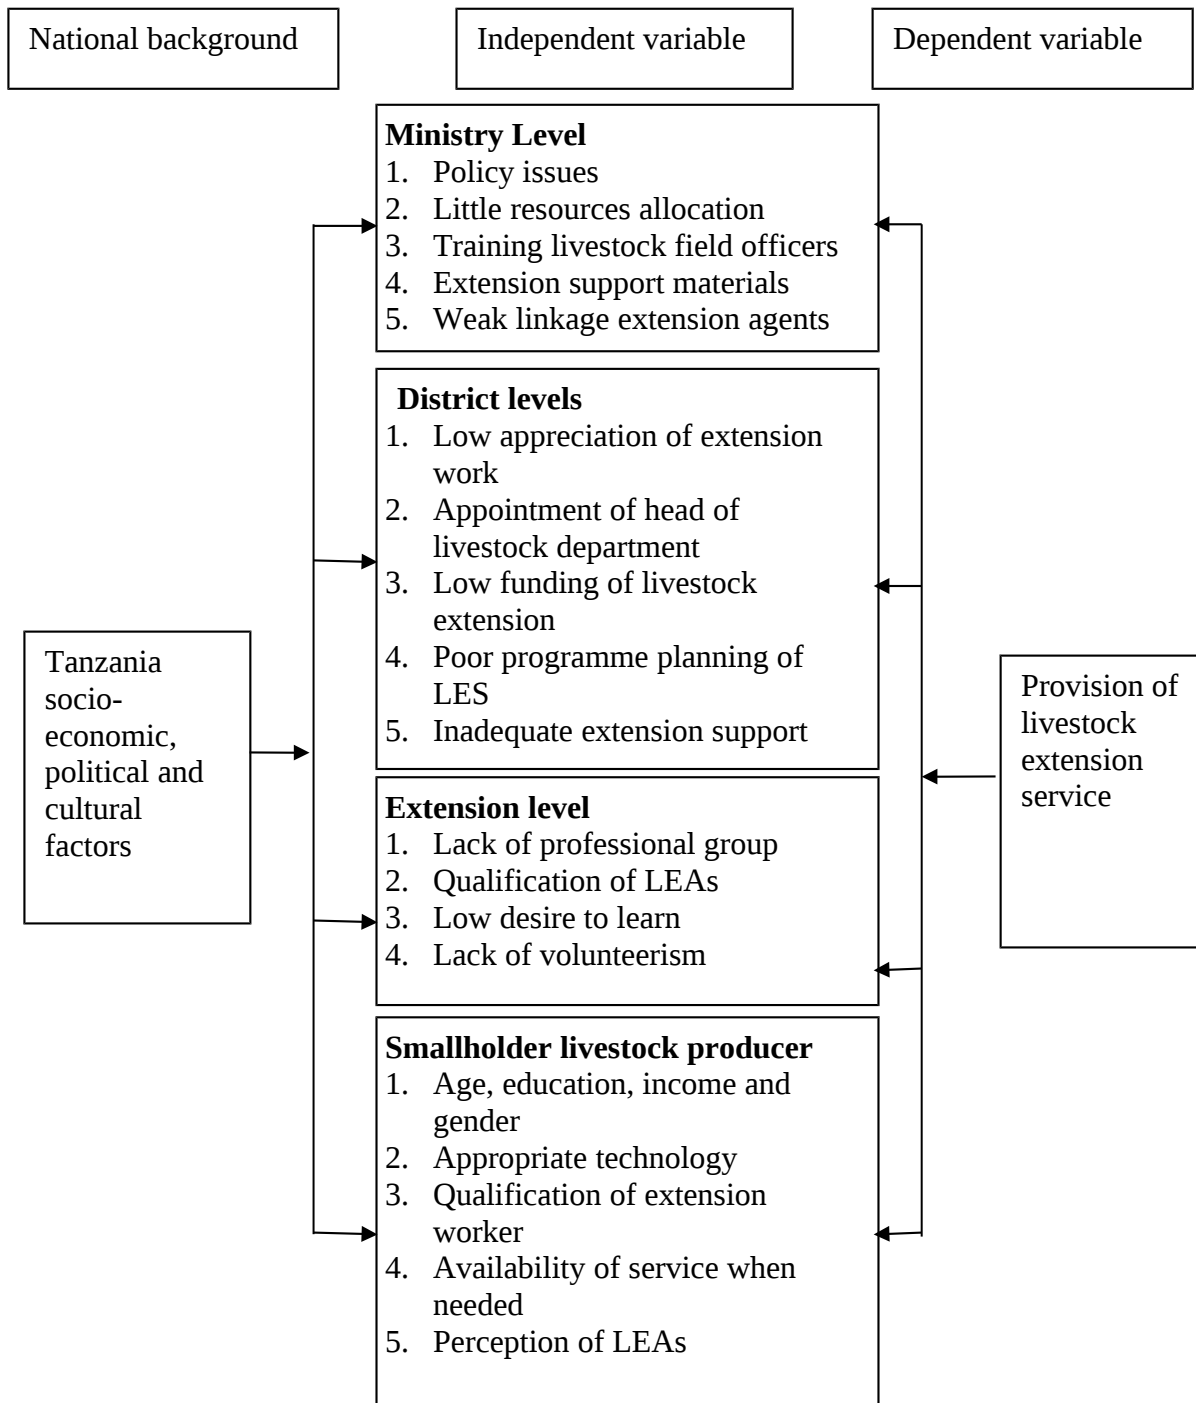 National background
Independent variable
Dependent variable
Ministry Level
1. Policy issues
2. Little resources allocation
3. Training livestock field officers
4. Extension support materials
5. Weak linkage extension agents
District levels
1. Low appreciation of extension
work
2. Appointment of head of
livestock department
3. Low funding of livestock
extension
4. Poor programme planning of
LES
5. Inadequate extension support
Tanzania
socio-
economic,
political and
cultural
factors
Provision of
livestock
extension
service
Extension level
1. Lack of professional group
2. Qualification of LEAs
3. Low desire to learn
4. Lack of volunteerism
Smallholder livestock producer
1. Age, education, income and
gender
2. Appropriate technology
3. Qualification of extension
worker
4. Availability of service when
needed
5. Perception of LEAs